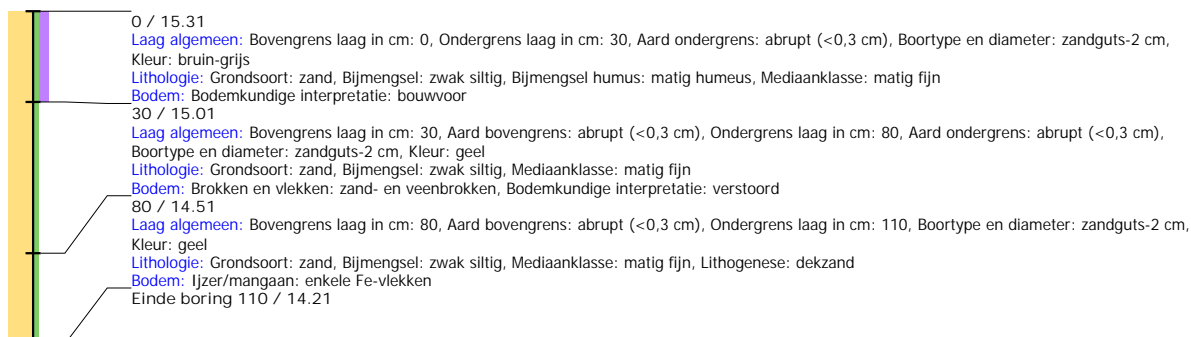 0 / 15.31
Laag algemeen: Bovengrens laag in cm: 0, Ondergrens laag in cm: 30, Aard ondergrens: abrupt (<0,3 cm), Boortype en diameter: zandguts-2 cm,
Kleur: bruin-grijs
Lithologie: Grondsoort: zand, Bijmengsel: zwak siltig, Bijmengsel humus: matig humeus, Mediaanklasse: matig fijn
Bodem: Bodemkundige interpretatie: bouwvoor
30 / 15.01
Laag algemeen: Bovengrens laag in cm: 30, Aard bovengrens: abrupt (<0,3 cm), Ondergrens laag in cm: 80, Aard ondergrens: abrupt (<0,3 cm),
Boortype en diameter: zandguts-2 cm, Kleur: geel
Lithologie: Grondsoort: zand, Bijmengsel: zwak siltig, Mediaanklasse: matig fijn
Bodem: Brokken en vlekken: zand- en veenbrokken, Bodemkundige interpretatie: verstoord
80 / 14.51
Laag algemeen: Bovengrens laag in cm: 80, Aard bovengrens: abrupt (<0,3 cm), Ondergrens laag in cm: 110, Boortype en diameter: zandguts-2 cm,
Kleur: geel
Lithologie: Grondsoort: zand, Bijmengsel: zwak siltig, Mediaanklasse: matig fijn, Lithogenese: dekzand
Bodem: Ijzer/mangaan: enkele Fe-vlekken
Einde boring 110 / 14.21